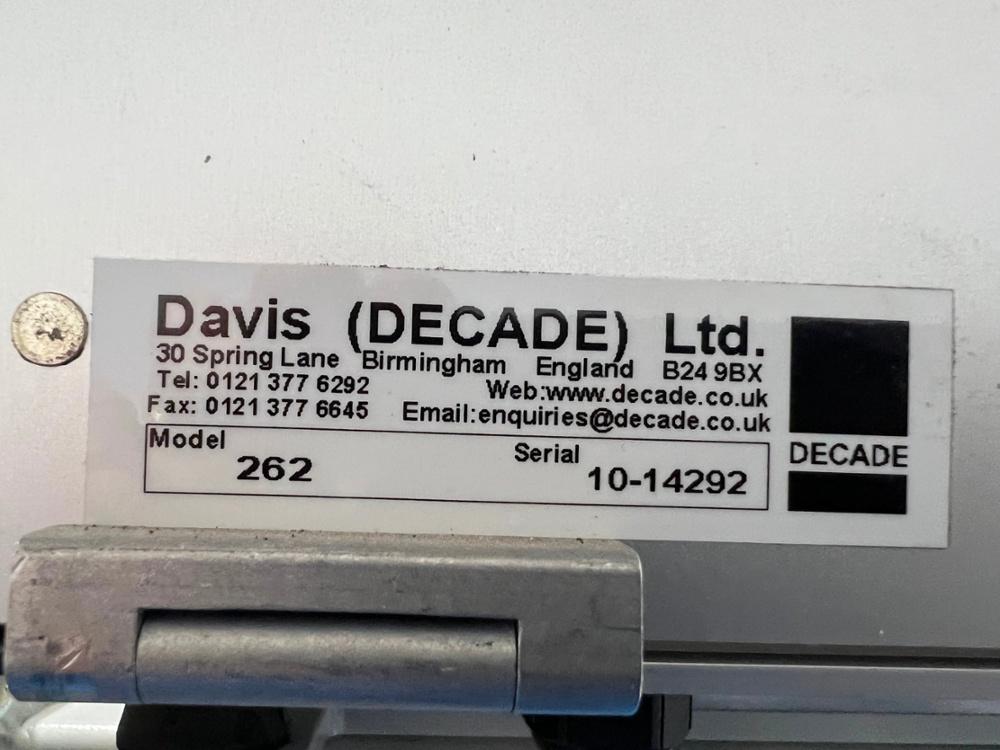 Davis (DECADE) Ltd.
30 Spring Lane Birmingham England B24 9BX
Tel: 0121 377 6292 Web:www.decade.co.uk
Fax: 0121 377 6645 Email:enquiries@decade.co.uk
Model 262 Serial 10-14292
DECADE